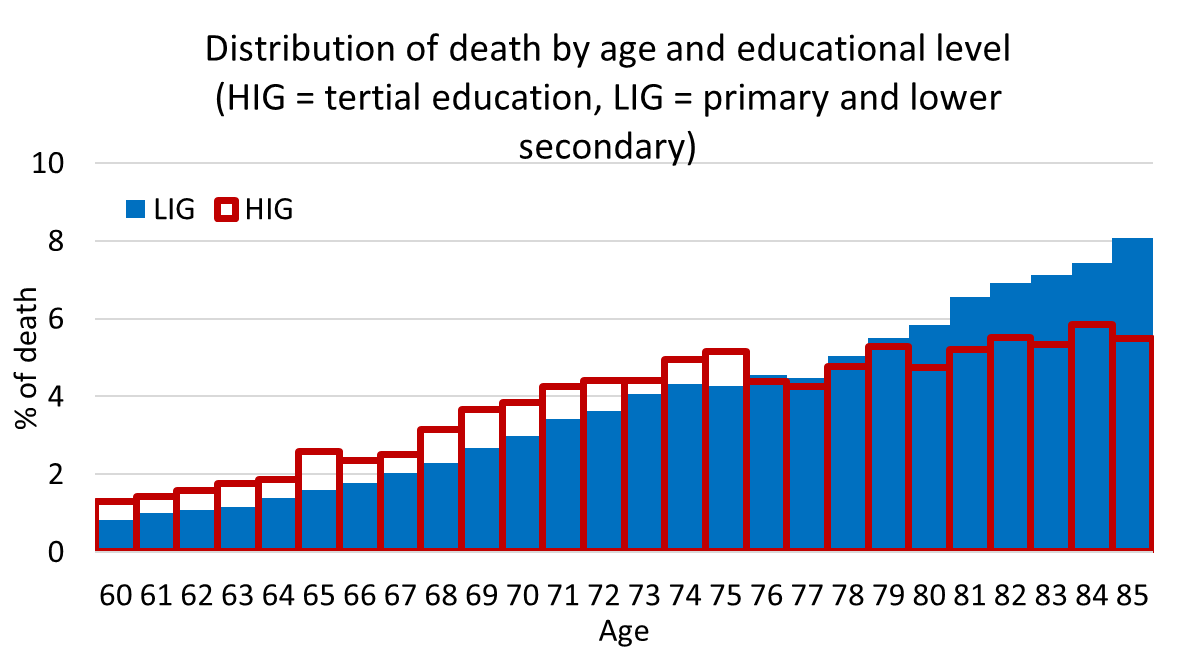 Distribution of death by age and educational level
(HIG = tertial education, LIG = primary and lower
secondary)
10
LIG HIG
8
6
4
2
0
% of death
60 61 62 63 64 65 66 67 68 69 70 71 72 73 74 75 76 77 78 79 80 81 82 83 84 85
Age